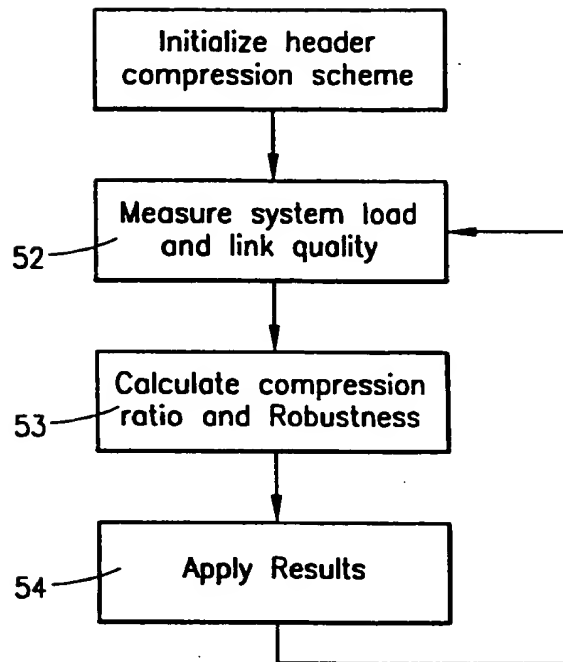 Initialize header
compression scheme
Measure system load
and link quality
52
Calculate compression
ratio and Robustness
53
Apply Results
54